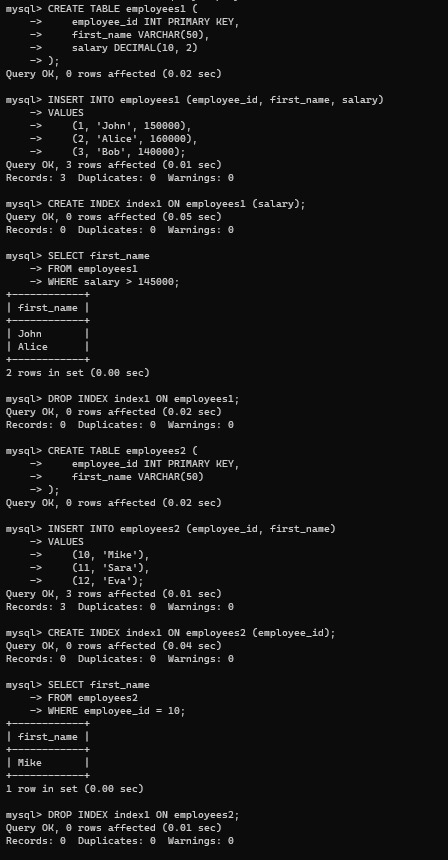 mysql> CREATE TABLE employees1 (
    ->     employee_id INT PRIMARY KEY,
    ->     first_name VARCHAR(50),
    ->     salary DECIMAL(10, 2)
    -> );
Query OK, 0 rows affected (0.02 sec)

mysql> INSERT INTO employees1 (employee_id, first_name, salary)
    -> VALUES
    ->     (1, 'John', 150000),
    ->     (2, 'Alice', 160000),
    ->     (3, 'Bob', 140000);
Query OK, 3 rows affected (0.01 sec)
Records: 3  Duplicates: 0  Warnings: 0

mysql> CREATE INDEX index1 ON employees1 (salary);
Query OK, 0 rows affected (0.05 sec)
Records: 0  Duplicates: 0  Warnings: 0

mysql> SELECT first_name
    -> FROM employees1
    -> WHERE salary > 145000;
+------------+
| first_name |
+------------+
| John       |
| Alice      |
+------------+
2 rows in set (0.00 sec)

mysql> DROP INDEX index1 ON employees1;
Query OK, 0 rows affected (0.02 sec)
Records: 0  Duplicates: 0  Warnings: 0

mysql> CREATE TABLE employees2 (
    ->     employee_id INT PRIMARY KEY,
    ->     first_name VARCHAR(50)
    -> );
Query OK, 0 rows affected (0.02 sec)

mysql> INSERT INTO employees2 (employee_id, first_name)
    -> VALUES
    ->     (10, 'Mike'),
    ->     (11, 'Sara'),
    ->     (12, 'Eva');
Query OK, 3 rows affected (0.01 sec)
Records: 3  Duplicates: 0  Warnings: 0

mysql> CREATE INDEX index1 ON employees2 (employee_id);
Query OK, 0 rows affected (0.04 sec)
Records: 0  Duplicates: 0  Warnings: 0

mysql> SELECT first_name
    -> FROM employees2
    -> WHERE employee_id = 10;
+------------+
| first_name |
+------------+
| Mike       |
+------------+
1 row in set (0.00 sec)

mysql> DROP INDEX index1 ON employees2;
Query OK, 0 rows affected (0.01 sec)
Records: 0  Duplicates: 0  Warnings: 0